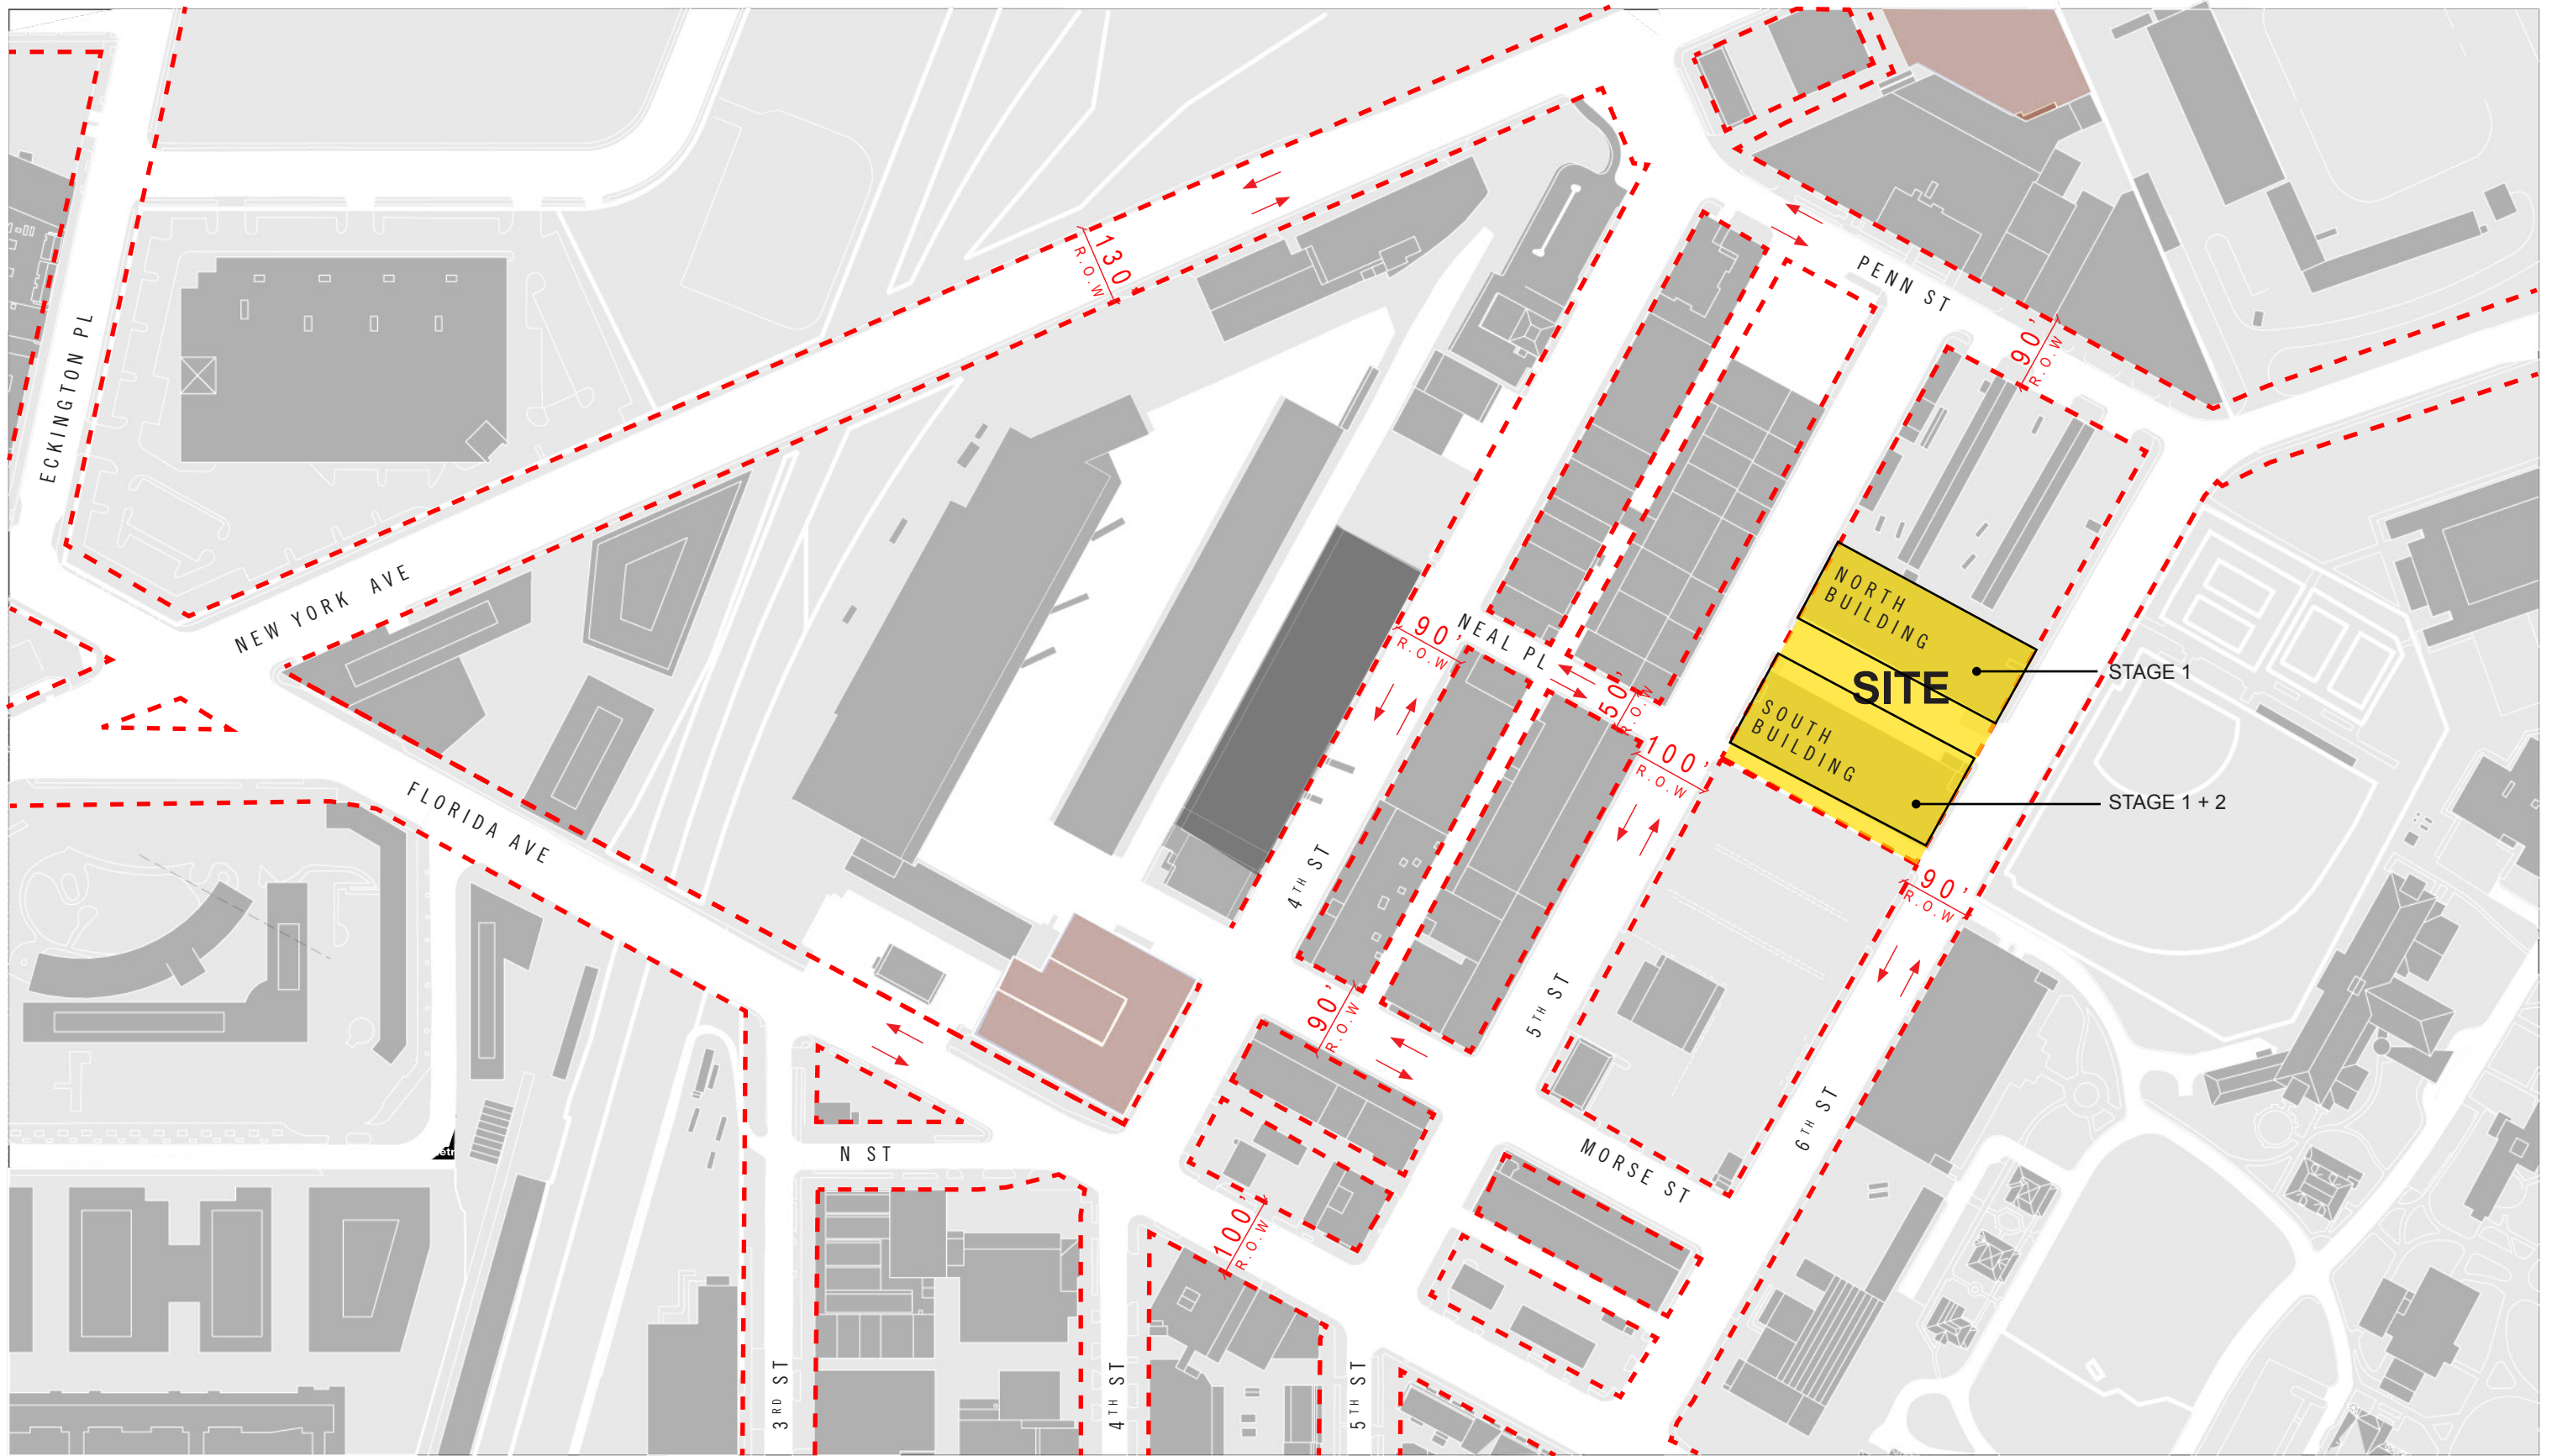 130'
R.O.W
PENN ST
90'
R.O.W
ECKINGTON PL
NEW YORK AVE
NORTH
BUILDING
90'
R.O.W
NEAL PL
50'
R.O.W
SITE
STAGE 1
SOUTH
BUILDING
100'
R.O.W
STAGE 1 + 2
FLORIDA AVE
4TH ST
90'
R.O.W
5TH ST
90'
R.O.W
6TH ST
MORSE ST
N ST
100'
R.O.W
3RD ST
4TH ST
5TH ST